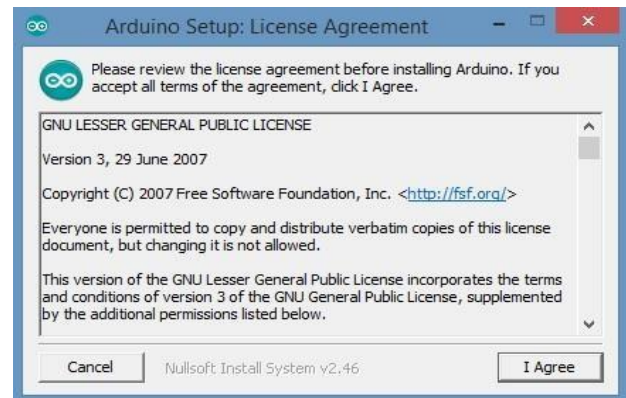 Arduino Setup: License Agreement
Please review the license agreement before installing Arduino. If you
accept all terms of the agreement, click I Agree.
GNU LESSER GENERAL PUBLIC LICENSE
Version 3, 29 June 2007
Copyright (C) 2007 Free Software Foundation, Inc. <http://fsf.org/>
Everyone is permitted to copy and distribute verbatim copies of this license
document, but changing it is not allowed.
This version of the GNU Lesser General Public License incorporates the terms
and conditions of version 3 of the GNU General Public License, supplemented
by the additional permissions listed below.
Cancel
Nullsoft Install System v2.46
I Agree